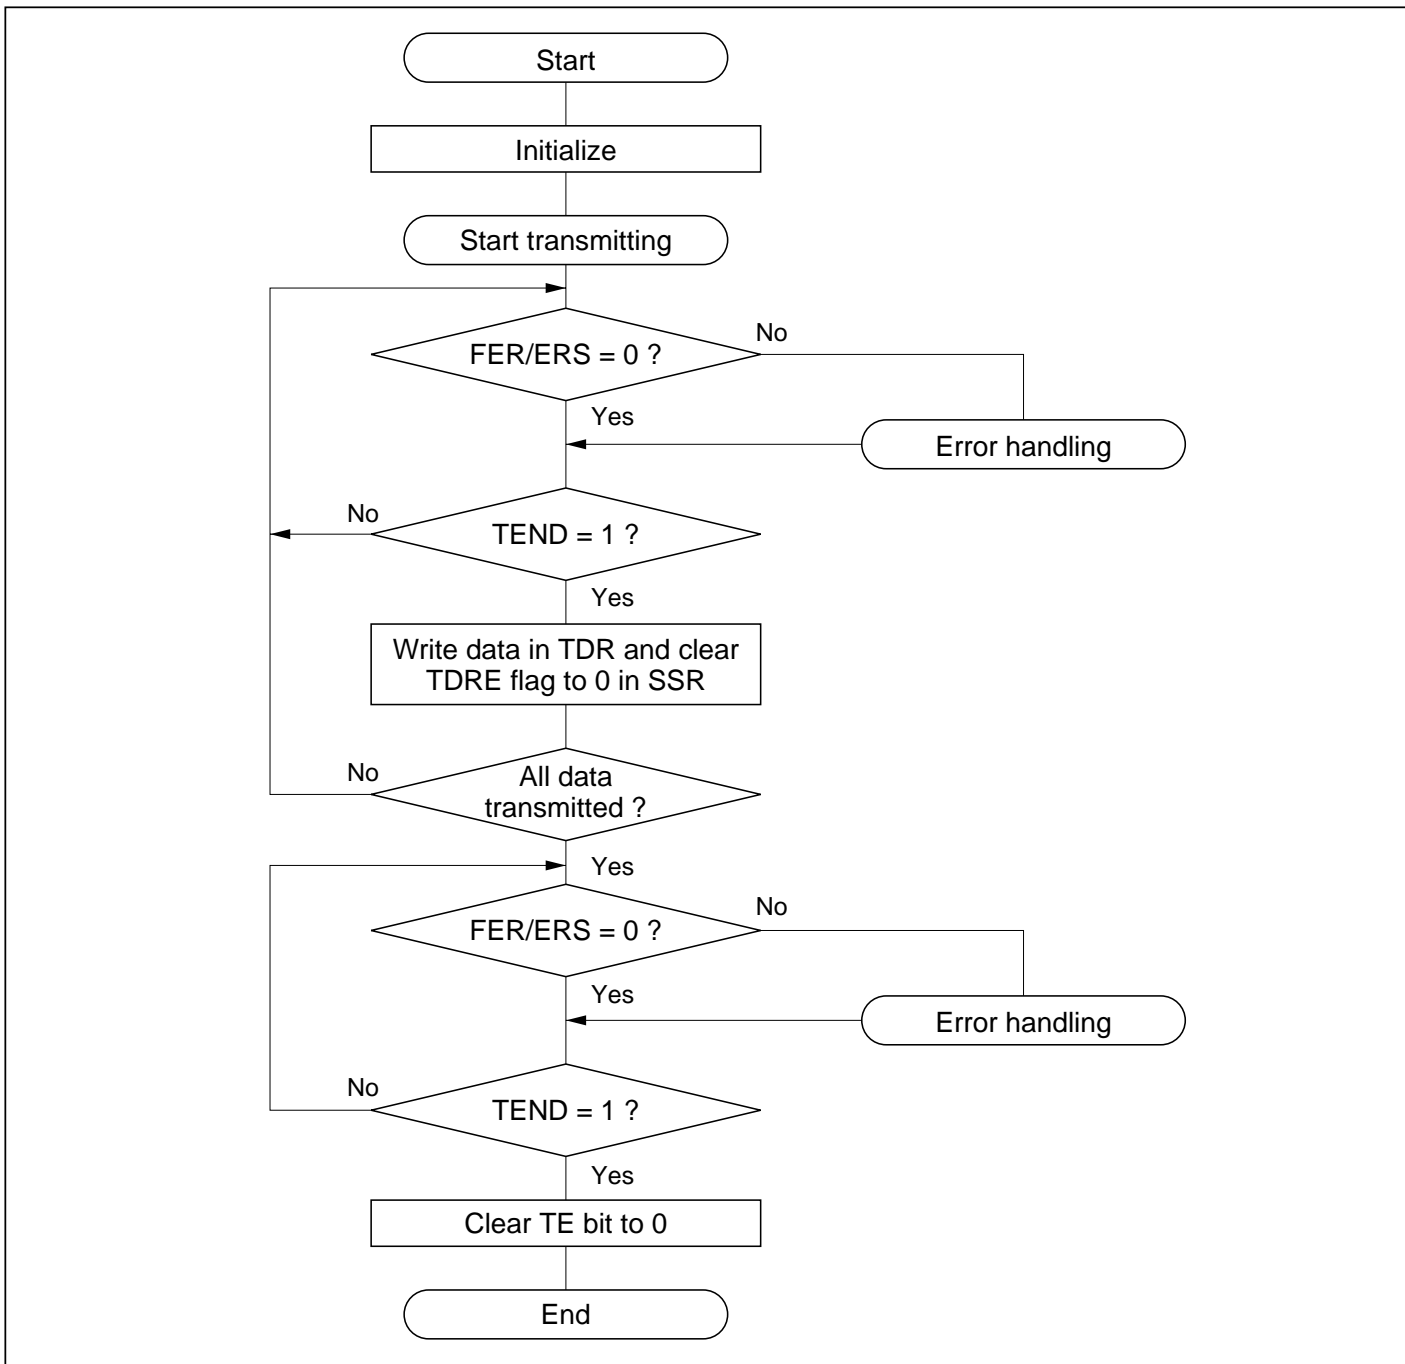 Start
Initialize
Start transmitting
FER/ERS = 0 ?
No
Yes
Error handling
No
TEND = 1 ?
Yes
Write data in TDR and clear
TDRE flag to 0 in SSR
No
All data
transmitted ?
Yes
FER/ERS = 0 ?
No
Yes
Error handling
No
TEND = 1 ?
Yes
Clear TE bit to 0
End